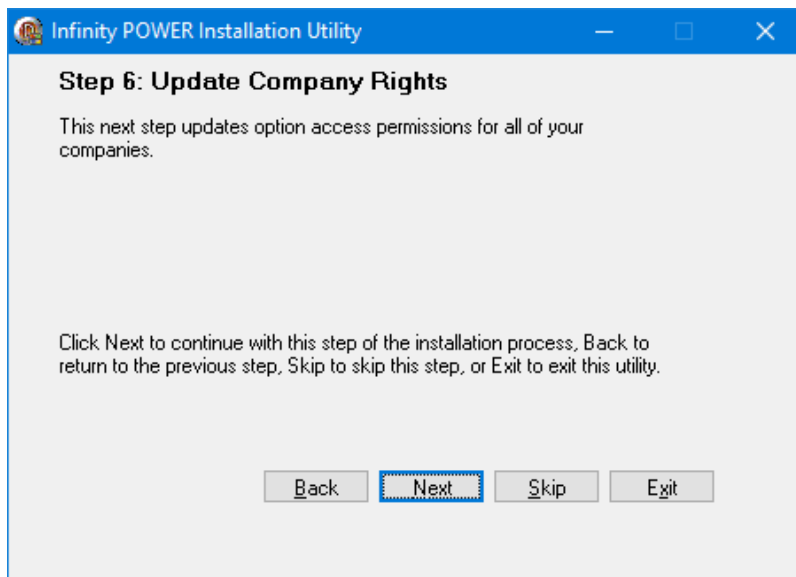 Infinity POWER Installation Utility
Step 6: Update Company Rights
This next step updates option access permissions for all of your
companies.
Click Next to continue with this step of the installation process, Back to
return to the previous step, Skip to skip this step, or Exit to exit this utility.
Back Next Skip Exit